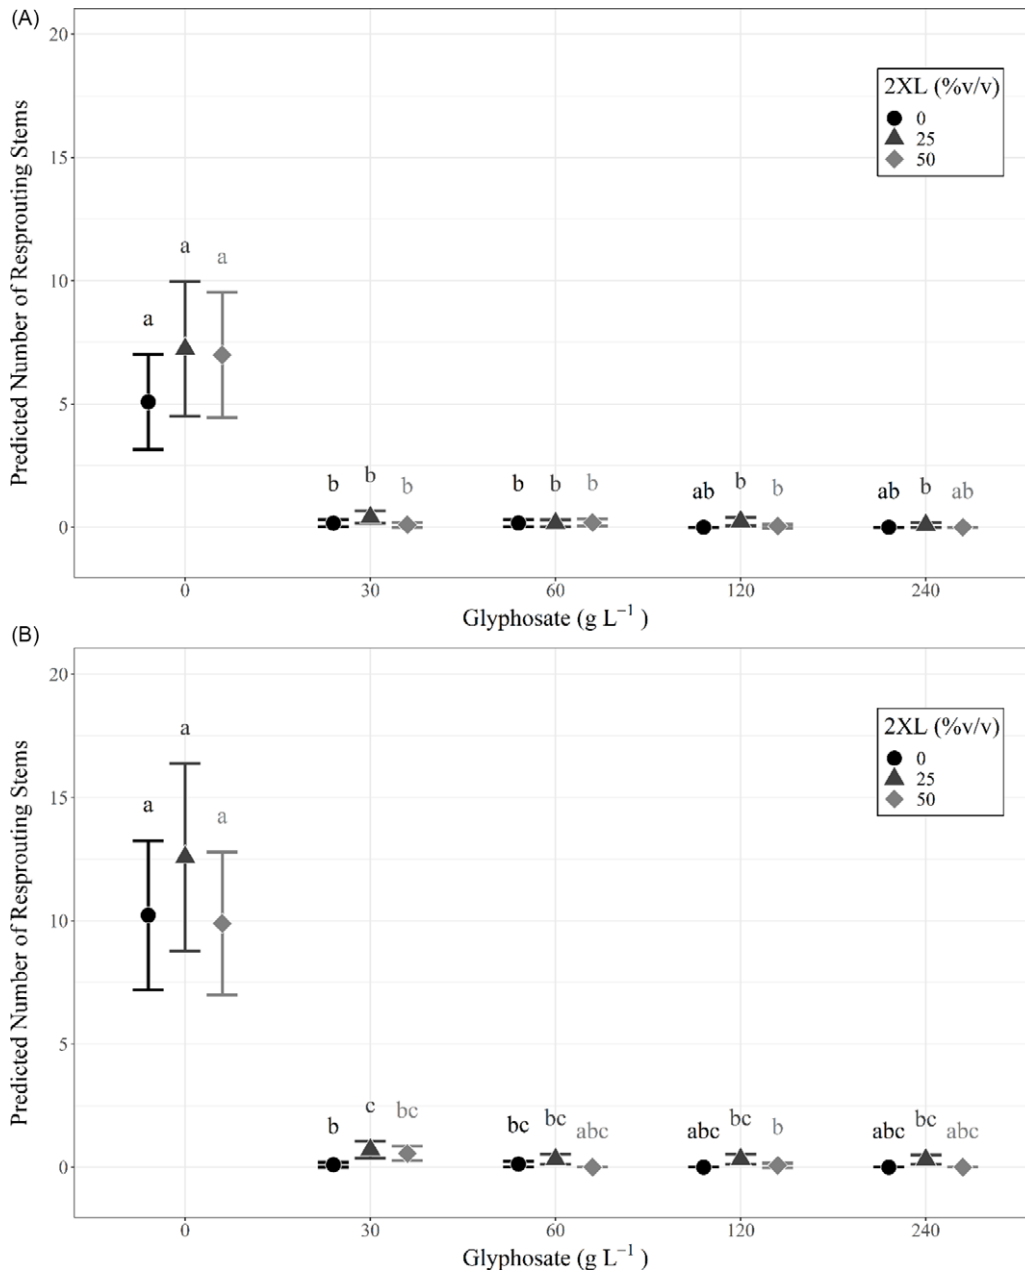 (A)
Predicted Number of Resprouting Stems
20
15
10
5
0
2XL (%v/v)
0
25
50
a
a
a
b
b
b
b
b
b
ab
b
b
ab
b
ab
0
30
60
120
240
Glyphosate (g L⁻¹ )
(B)
Predicted Number of Resprouting Stems
20
15
10
5
0
2XL (%v/v)
0
25
50
a
a
a
b
c
bc
bc
bc
abc
abc
bc
b
abc
bc
abc
0
30
60
120
240
Glyphosate (g L⁻¹ )